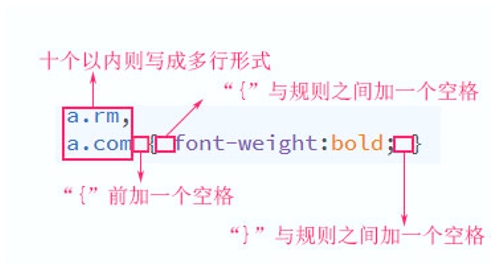 十个以内则写成多行形式
“{”与规则之间加一个空格
a.rm,
a.com { font-weight:bold; }
“{”前加一个空格
“}”与规则之间加一个空格